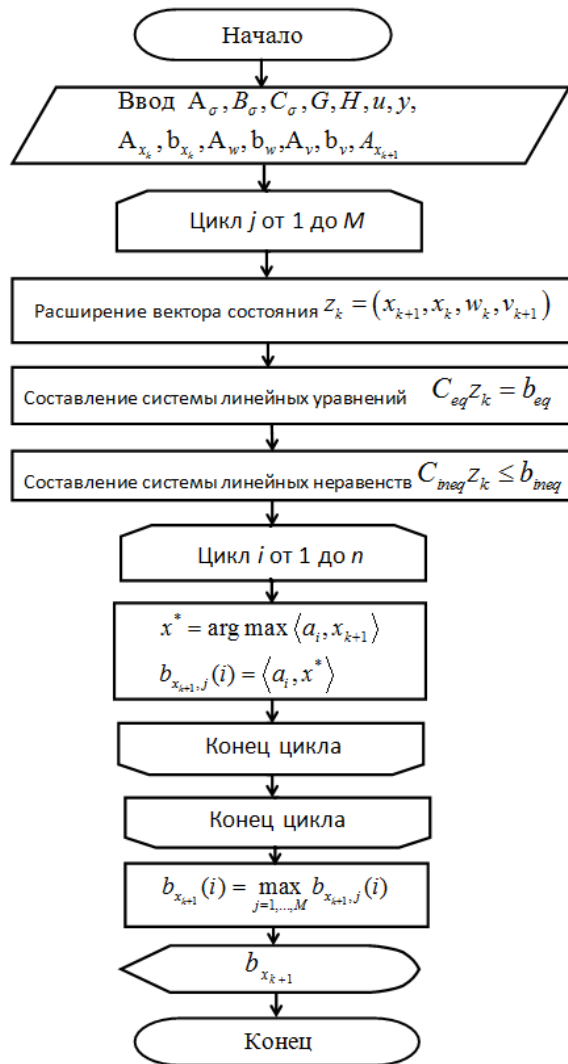 Начало
Ввод A_σ, B_σ, C_σ, G, H, u, y,
A_{x_k}, b_{x_k}, A_w, b_w, A_v, b_v, A_{x_{k+1}}
Цикл j от 1 до M
Расширение вектора состояния z_k = (x_{k+1}, x_k, w_k, v_{k+1})
Составление системы линейных уравнений C_{eq} z_k = b_{eq}
Составление системы линейных неравенств C_{ineq} z_k ≤ b_{ineq}
Цикл i от 1 до n
x^* = arg max ⟨a_i, x_{k+1}⟩
b_{x_{k+1}, j}(i) = ⟨a_i, x^*⟩
Конец цикла
Конец цикла
b_{x_{k+1}}(i) = max_{j=1,...,M} b_{x_{k+1}, j}(i)
b_{x_{k+1}}
Конец